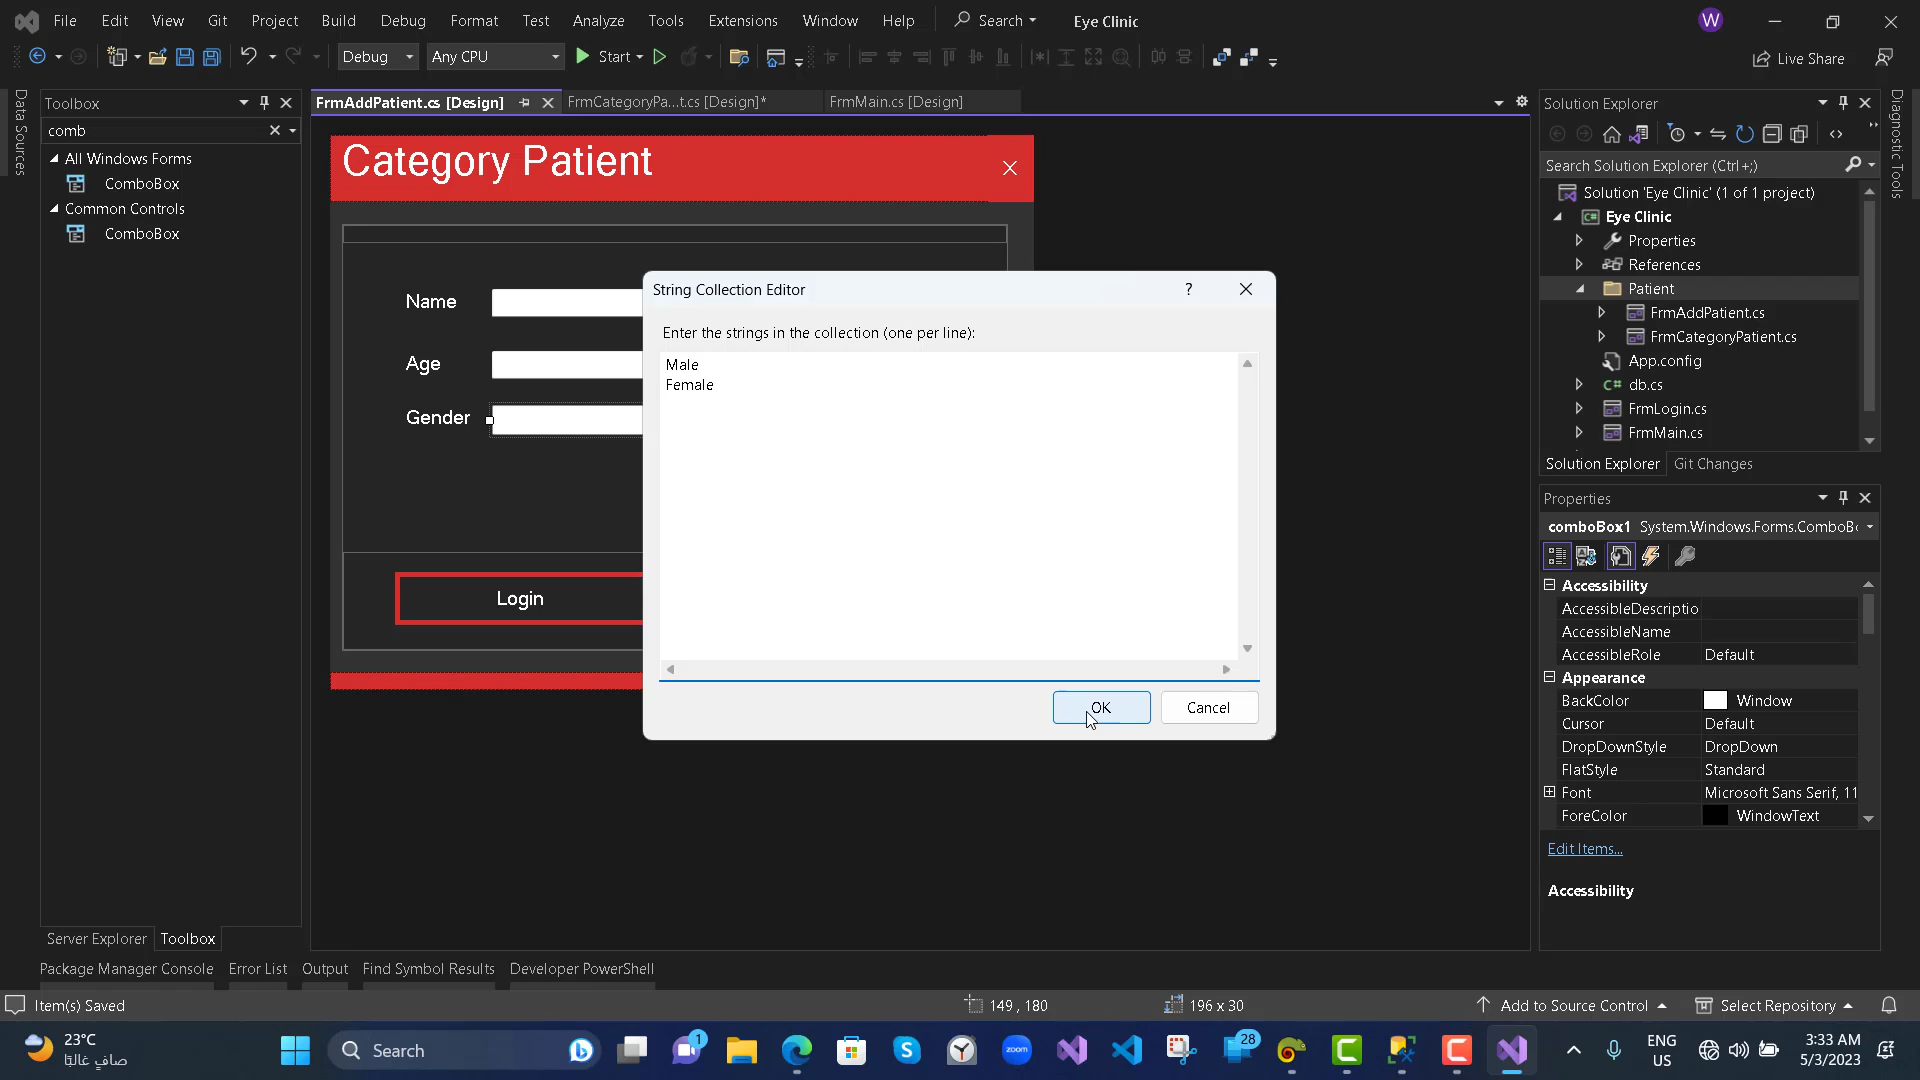 File Edit View Git Project Build Debug Format Test Analyze Tools Extensions Window Help Search Eye Clinic W
Debug Any CPU Start Live Share
Data Sources
Toolbox
comb
All Windows Forms
ComboBox
Common Controls
ComboBox
Server Explorer Toolbox
FrmAddPatient.cs [Design] FrmCategoryPa...t.cs [Design]* FrmMain.cs [Design]
Category Patient
Name
Age
Gender
Login
String Collection Editor ?
Enter the strings in the collection (one per line):
Male
Female
OK Cancel
Solution Explorer
Search Solution Explorer (Ctrl+;)
Solution 'Eye Clinic' (1 of 1 project)
Eye Clinic
Properties
References
Patient
FrmAddPatient.cs
FrmCategoryPatient.cs
App.config
db.cs
FrmLogin.cs
FrmMain.cs
Solution Explorer Git Changes
Diagnostic Tools
Properties
comboBox1 System.Windows.Forms.ComboB
Accessibility
AccessibleDescriptio
AccessibleName
AccessibleRole Default
Appearance
BackColor Window
Cursor Default
DropDownStyle DropDown
FlatStyle Standard
Font Microsoft Sans Serif, 11
ForeColor WindowText
Edit Items...
Accessibility
Package Manager Console Error List Output Find Symbol Results Developer PowerShell
Item(s) Saved 149 , 180 196 x 30 Add to Source Control Select Repository
23°C
صافٍ غالبًا
Search
1
zoom
28
ENG
US
3:33 AM
5/3/2023